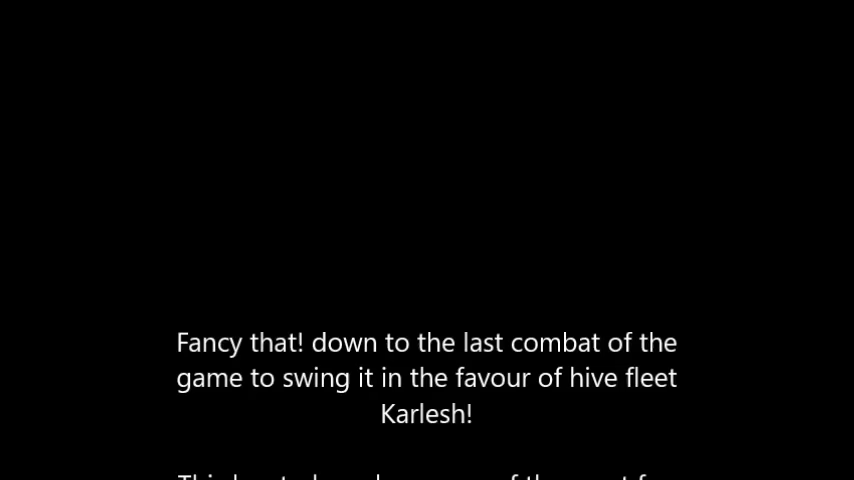 Fancy that! down to the last combat of the
game to swing it in the favour of hive fleet
Karlesh!